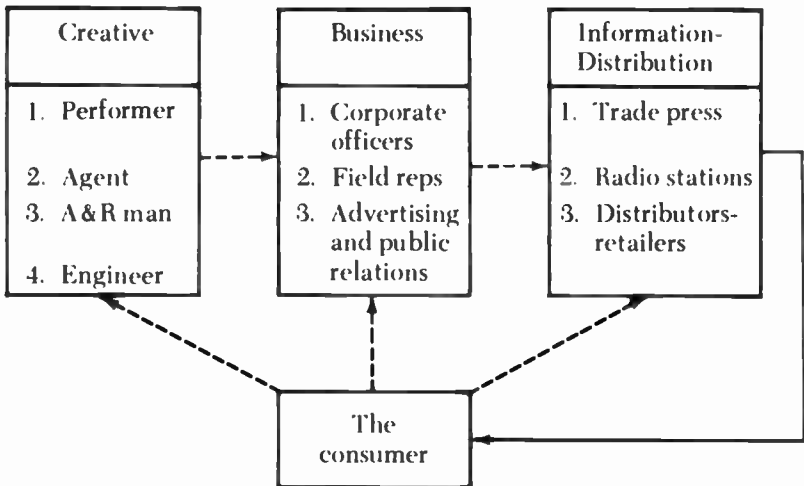 Creative
1. Performer
2. Agent
3. A&R man
4. Engineer
Business
1. Corporate
officers
2. Field reps
3. Advertising
and public
relations
Information-
Distribution
1. Trade press
2. Radio stations
3. Distributors-
retailers
The
consumer